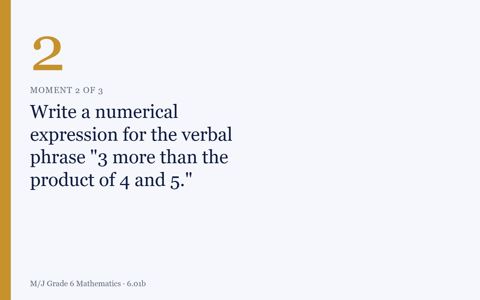 2
MOMENT 2 OF 3
Write a numerical
expression for the verbal
phrase "3 more than the
product of 4 and 5."
M/J Grade 6 Mathematics · 6.01b